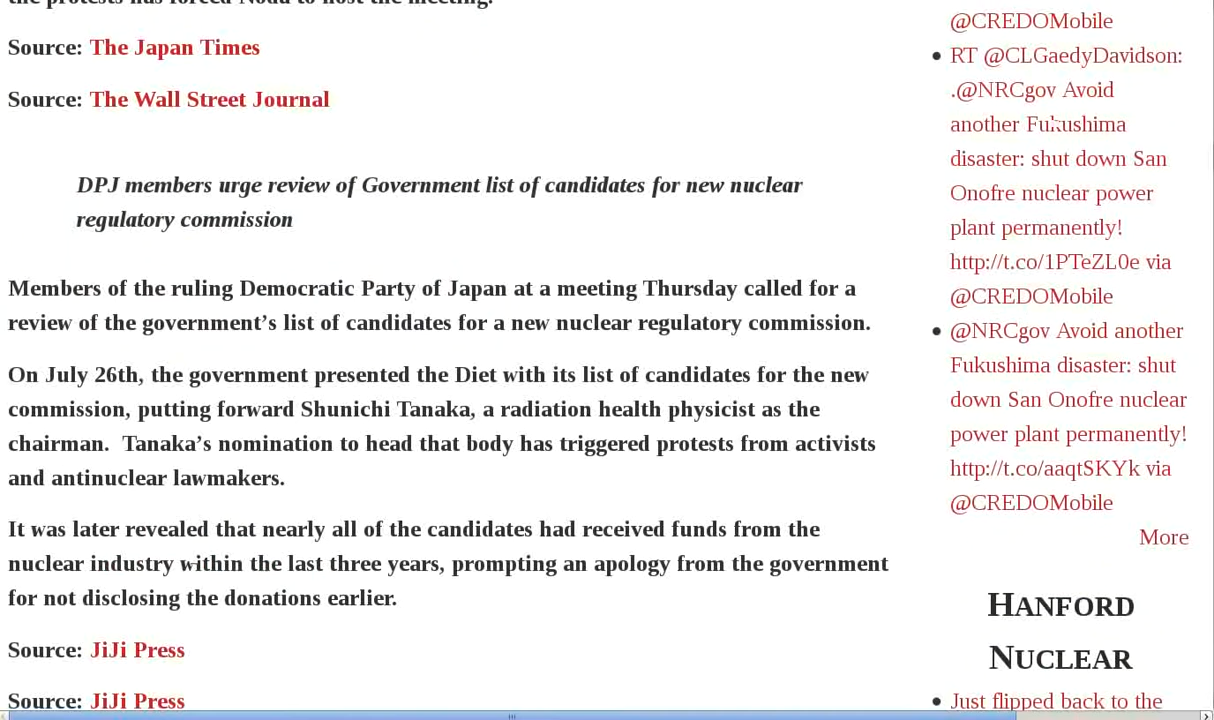 Source: The Japan Times
Source: The Wall Street Journal
DPJ members urge review of Government list of candidates for new nuclear
regulatory commission
Members of the ruling Democratic Party of Japan at a meeting Thursday called for a
review of the government’s list of candidates for a new nuclear regulatory commission.
On July 26th, the government presented the Diet with its list of candidates for the new
commission, putting forward Shunichi Tanaka, a radiation health physicist as the
chairman.  Tanaka’s nomination to head that body has triggered protests from activists
and antinuclear lawmakers.
It was later revealed that nearly all of the candidates had received funds from the
nuclear industry within the last three years, prompting an apology from the government
for not disclosing the donations earlier.
Source: JiJi Press
Source: JiJi Press
@CREDOMobile
RT @CLGaedyDavidson:
.@NRCgov Avoid
another Fukushima
disaster: shut down San
Onofre nuclear power
plant permanently!
http://t.co/1PTeZL0e via
@CREDOMobile
@NRCgov Avoid another
Fukushima disaster: shut
down San Onofre nuclear
power plant permanently!
http://t.co/aaqtSKYk via
@CREDOMobile
More
HANFORD
NUCLEAR
Just flipped back to the